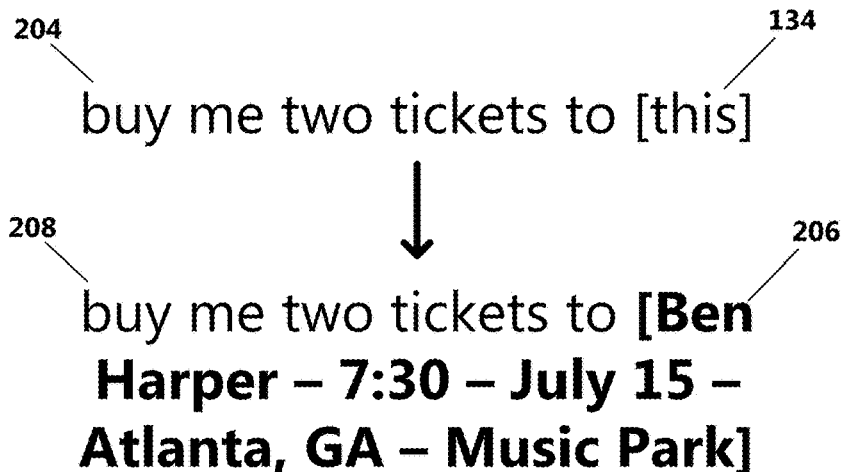 204
134
buy me two tickets to [this]
208
206
buy me two tickets to [Ben
Harper – 7:30 – July 15 –
Atlanta, GA – Music Park]